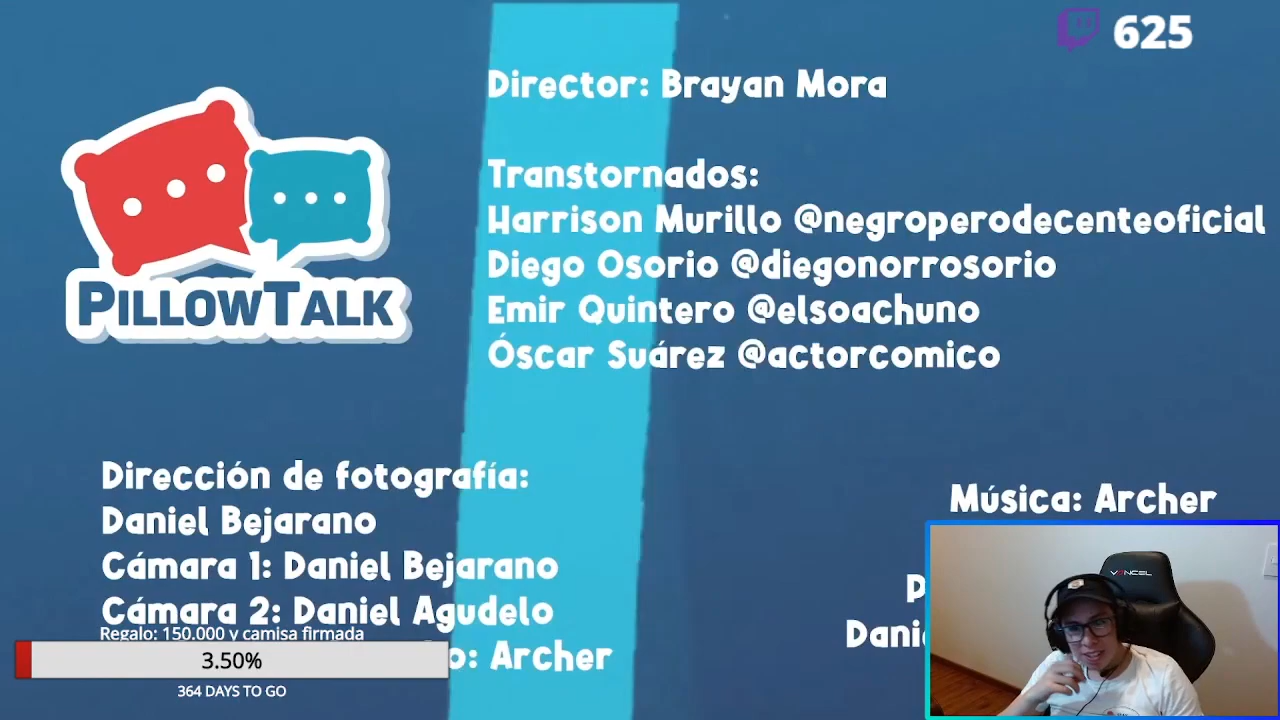 625
Director: Brayan Mora
Transtornados:
Harrison Murillo @negroperodecenteoficial
Diego Osorio @diegonorrosorio
Emir Quintero @elsoachuno
Óscar Suárez @actorcomico
PILLOWTALK
Dirección de fotografía:
Daniel Bejarano
Cámara 1: Daniel Bejarano
Cámara 2: Daniel Agudelo
o: Archer
Música: Archer
D
Danie
Regalo: 150.000 y camisa firmada
3.50%
364 DAYS TO GO
VANCEL